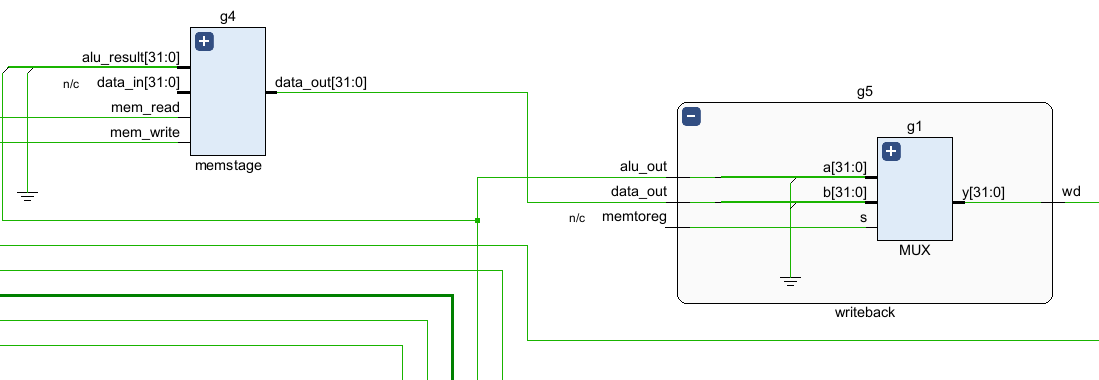 g4
alu_result[31:0]
n/c data_in[31:0]
data_out[31:0]
mem_read
mem_write
memstage
g5
g1
alu_out
a[31:0]
data_out
b[31:0]
y[31:0]
wd
n/c memtoreg
s
MUX
writeback